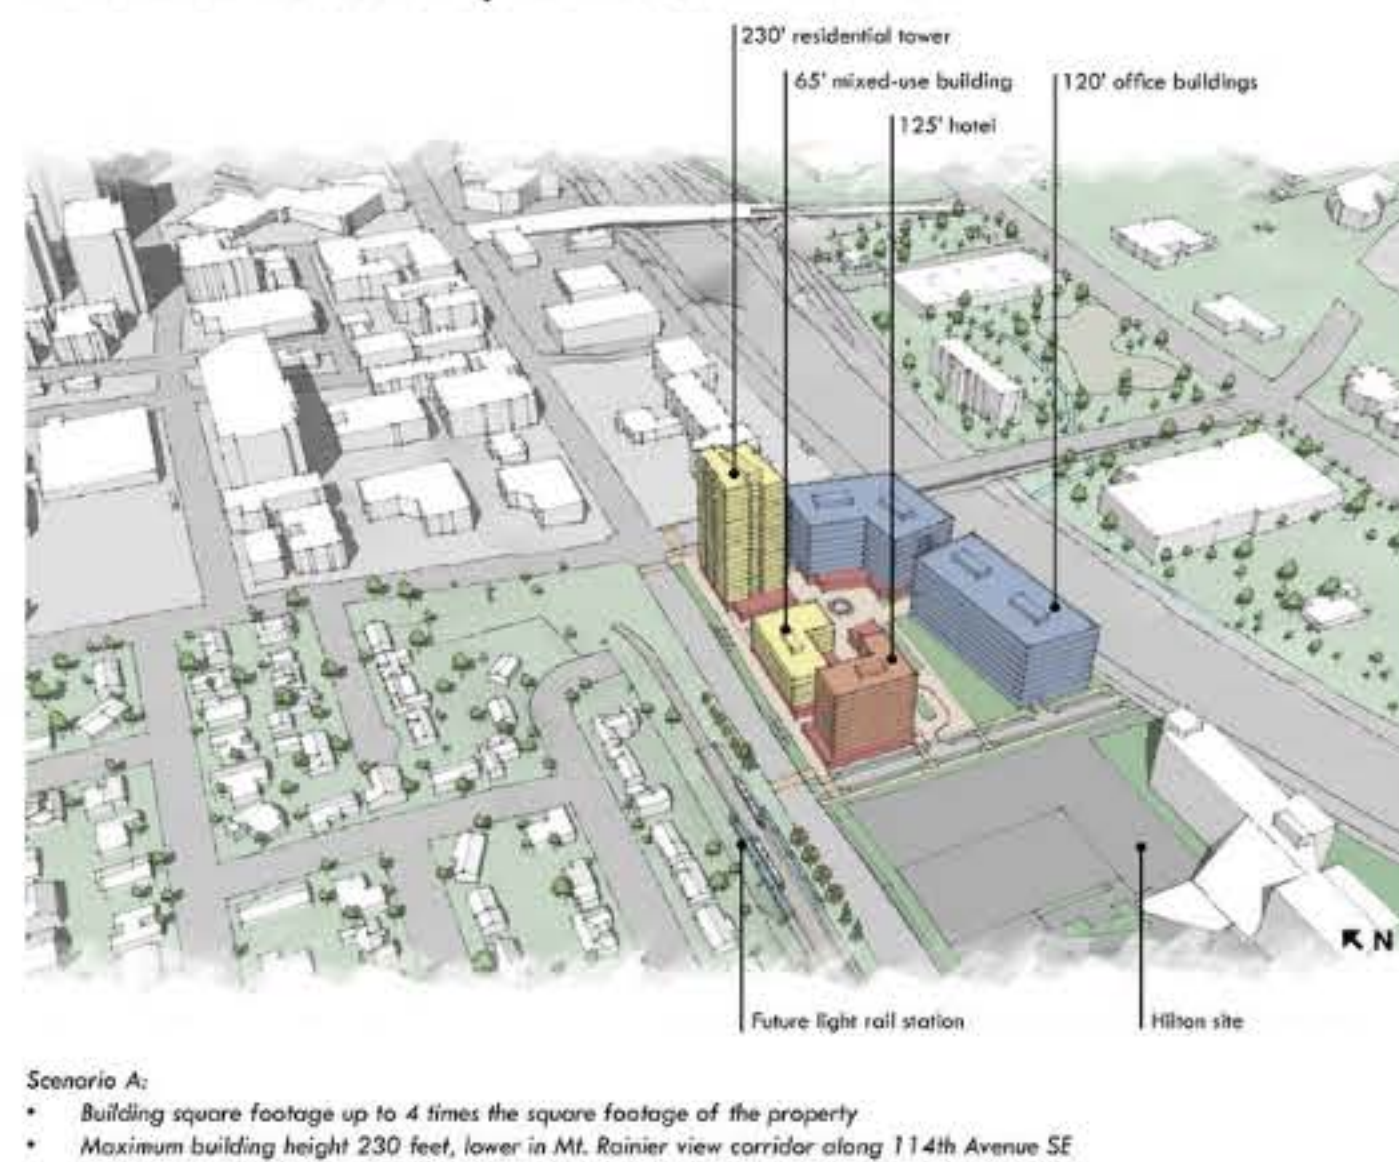 230' residential tower
65' mixed-use building
120' office buildings
125' hotel
N
Future light rail station
Hilton site
Scenario A:
• Building square footage up to 4 times the square footage of the property
• Maximum building height 230 feet, lower in Mt. Rainier view corridor along 114th Avenue SE